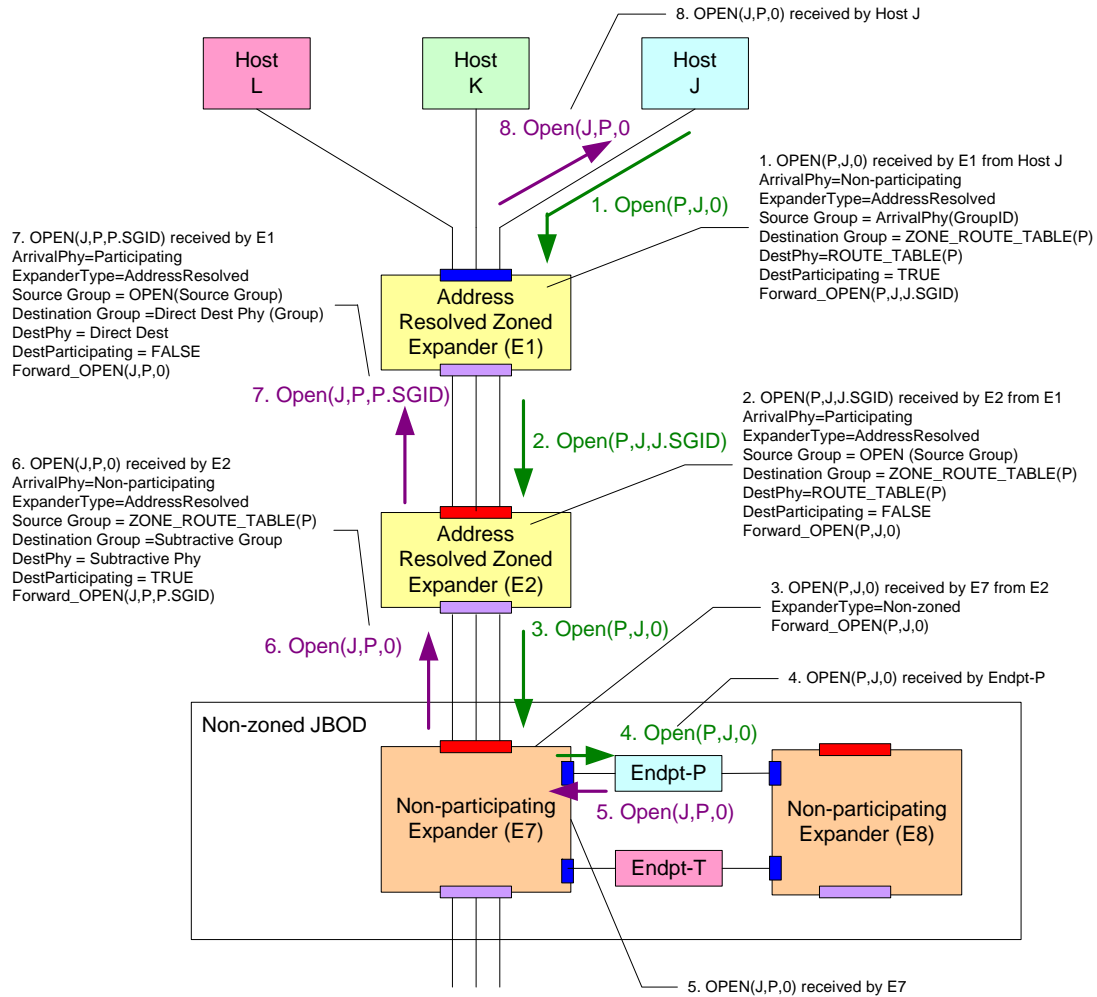 8. OPEN(J,P,0) received by Host J
Host
L
Host
K
Host
J
8. Open(J,P,0
1. Open(P,J,0)
1. OPEN(P,J,0) received by E1 from Host J
ArrivalPhy=Non-participating
ExpanderType=AddressResolved
Source Group = ArrivalPhy(GroupID)
Destination Group = ZONE_ROUTE_TABLE(P)
DestPhy=ROUTE_TABLE(P)
DestParticipating = TRUE
Forward_OPEN(P,J,J.SGID)
7. OPEN(J,P,P.SGID) received by E1
ArrivalPhy=Participating
ExpanderType=AddressResolved
Source Group = OPEN(Source Group)
Destination Group =Direct Dest Phy (Group)
DestPhy = Direct Dest
DestParticipating = FALSE
Forward_OPEN(J,P,0)
Address
Resolved Zoned
Expander (E1)
7. Open(J,P,P.SGID)
2. Open(P,J,J.SGID)
2. OPEN(P,J,J.SGID) received by E2 from E1
ArrivalPhy=Participating
ExpanderType=AddressResolved
Source Group = OPEN (Source Group)
Destination Group = ZONE_ROUTE_TABLE(P)
DestPhy=ROUTE_TABLE(P)
DestParticipating = FALSE
Forward_OPEN(P,J,0)
6. OPEN(J,P,0) received by E2
ArrivalPhy=Non-participating
ExpanderType=AddressResolved
Source Group = ZONE_ROUTE_TABLE(P)
Destination Group =Subtractive Group
DestPhy = Subtractive Phy
DestParticipating = TRUE
Forward_OPEN(J,P,P.SGID)
Address
Resolved Zoned
Expander (E2)
6. Open(J,P,0)
3. Open(P,J,0)
3. OPEN(P,J,0) received by E7 from E2
ExpanderType=Non-zoned
Forward_OPEN(P,J,0)
4. OPEN(P,J,0) received by Endpt-P
Non-zoned JBOD
4. Open(P,J,0)
Endpt-P
5. Open(J,P,0)
Non-participating
Expander (E7)
Non-participating
Expander (E8)
Endpt-T
5. OPEN(J,P,0) received by E7